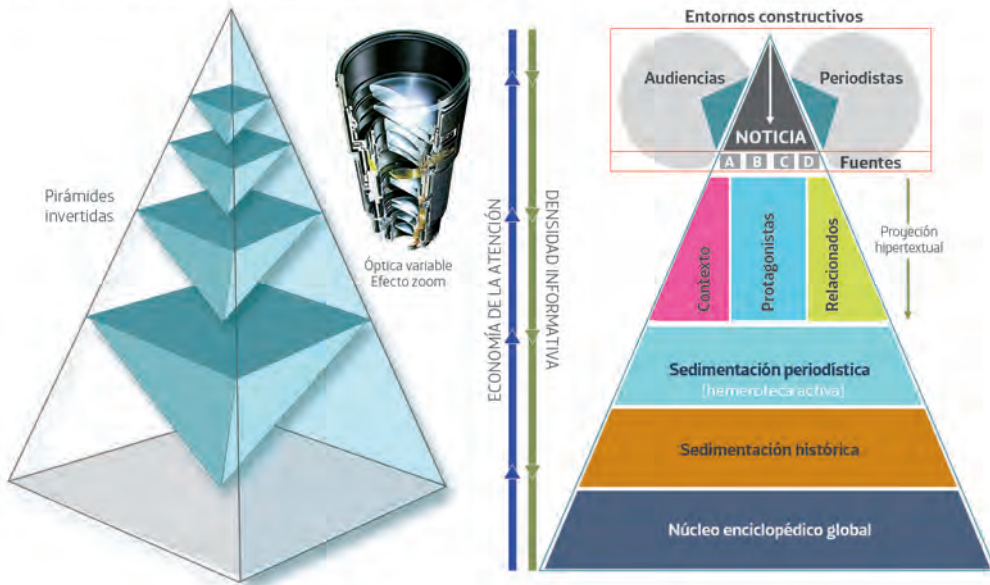 Pirámides
invertidas
Óptica variable
Efecto zoom
ECONOMÍA DE LA ATENCIÓN
DENSIDAD INFORMATIVA
Entornos constructivos
Audiencias
Periodistas
NOTICIA
A B C D
Fuentes
Proyeción
hipertextual
Contexto
Protagonistas
Relacionados
Sedimentación periodística
(hemeroteca activa)
Sedimentación histórica
Núcleo enciclopédico global